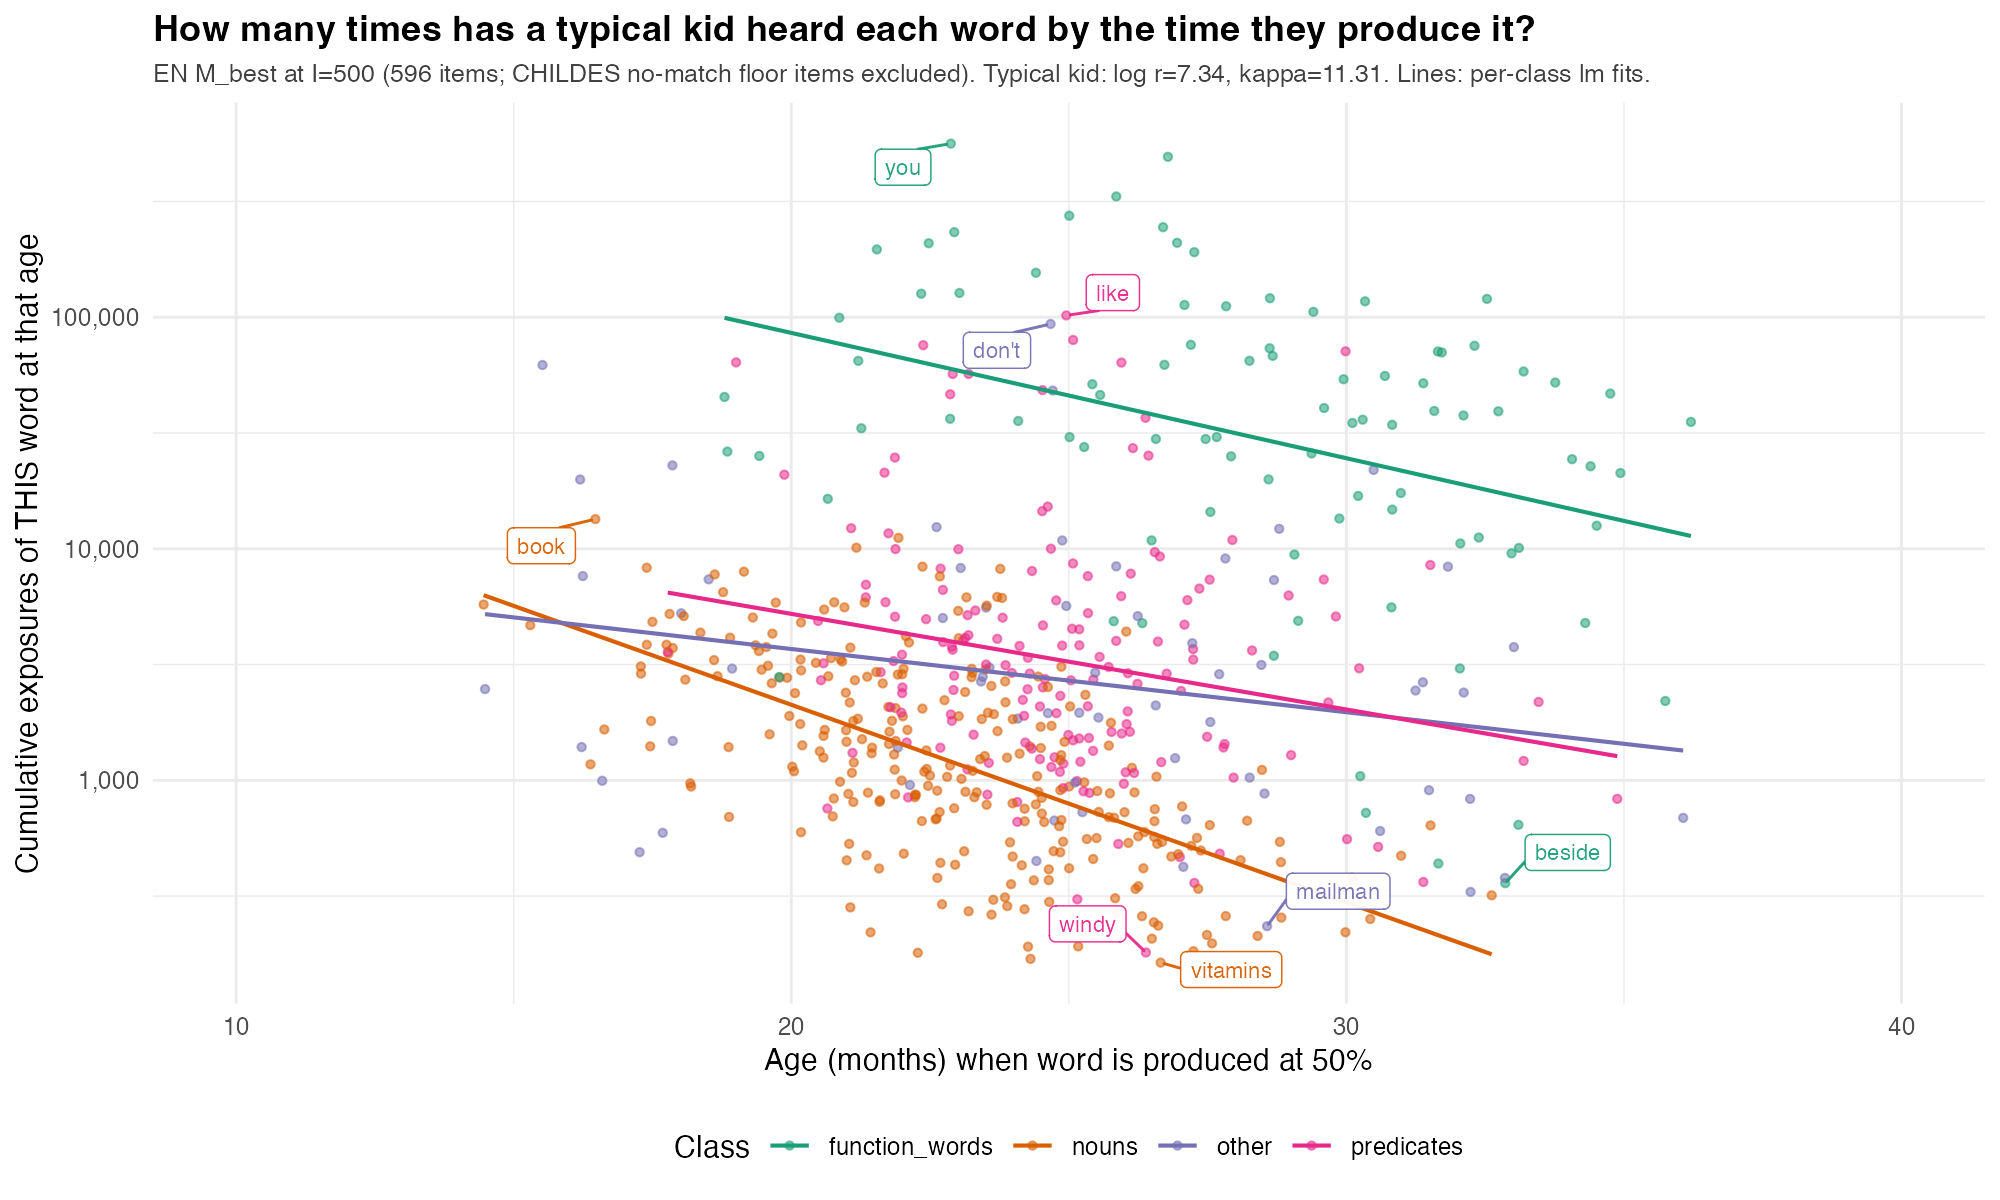 How many times has a typical kid heard each word by the time they produce it?
EN M_best at I=500 (596 items; CHILDES no-match floor items excluded). Typical kid: log r=7.34, kappa=11.31. Lines: per-class lm fits.
Cumulative exposures of THIS word at that age
100,000
10,000
1,000
you
like
don't
book
beside
mailman
windy
vitamins
10 20 30 40
Age (months) when word is produced at 50%
Class function_words nouns other predicates